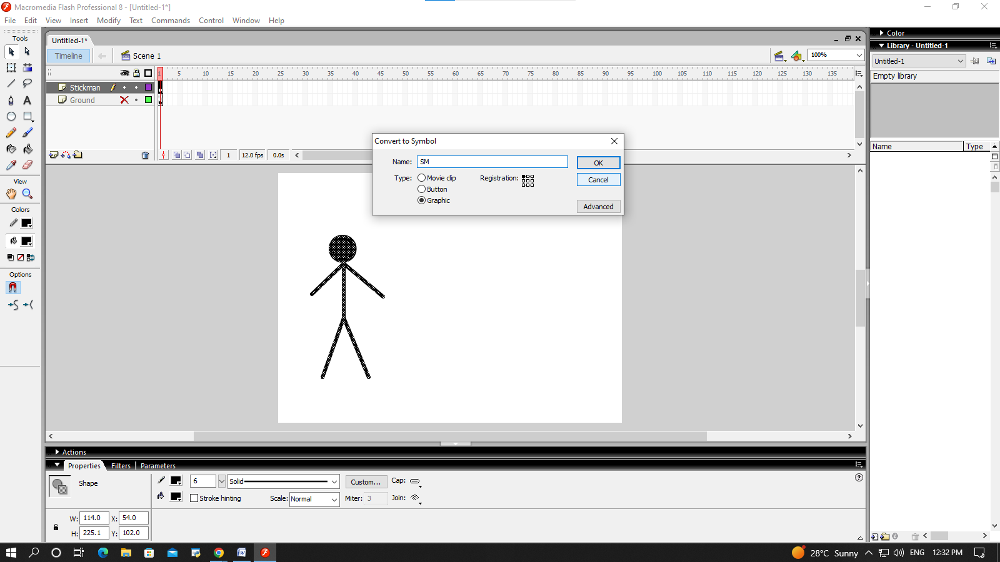 Macromedia Flash Professional 8 - [Untitled-1*]
File Edit View Insert Modify Text Commands Control Window Help
Tools
Untitled-1*
Timeline
Scene 1
100%
1 5 10 15 20 25 30 35 40 45 50 55 60 65 70 75 80 85 90 95 100 105 110 115 120 125 130 135
Stickman
Ground
1 12.0 fps 0.0s
View
Colors
Options
Convert to Symbol
Name: SM
OK
Type: Movie clip Registration:
Cancel
Button
Graphic
Advanced
Color
Library - Untitled-1
Untitled-1
Empty library
Name Type
Actions
Properties Filters Parameters
Shape
6 Solid Custom... Cap:
Stroke hinting Scale: Normal Miter: 3 Join:
W: 114.0 X: 54.0
H: 225.1 Y: 102.0
28°C Sunny ENG 12:32 PM